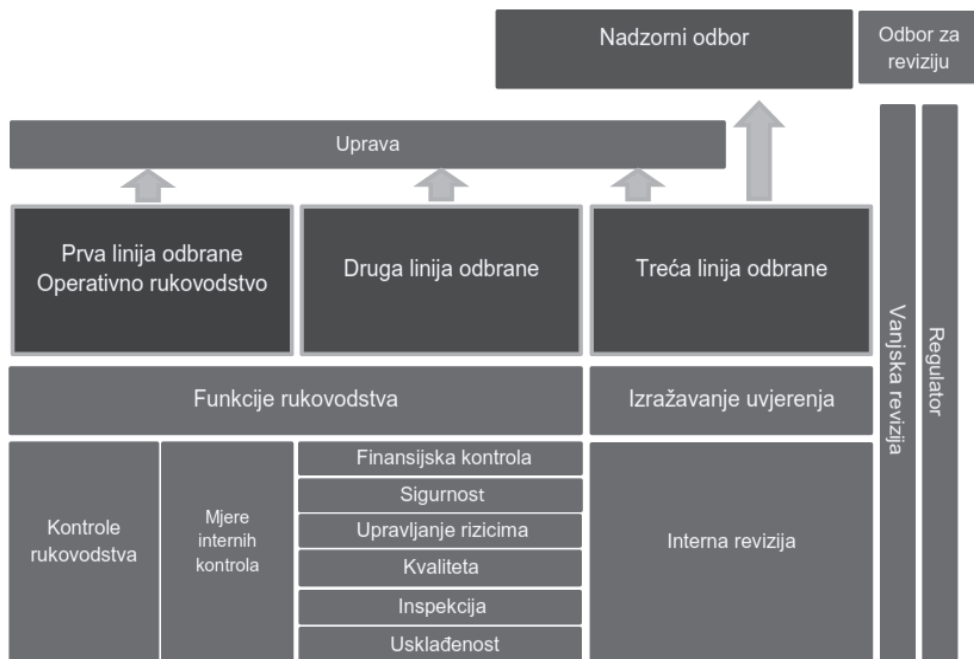 Nadzorni odbor
Odbor za
reviziju
Uprava
Prva linija odbrane
Operativno rukovodstvo
Druga linija odbrane
Treća linija odbrane
Vanjska revizija
Regulator
Funkcije rukovodstva
Izražavanje uvjerenja
Kontrole
rukovodstva
Mjere
internih
kontrola
Finansijska kontrola
Sigurnost
Upravljanje rizicima
Kvaliteta
Inspekcija
Usklađenost
Interna revizija